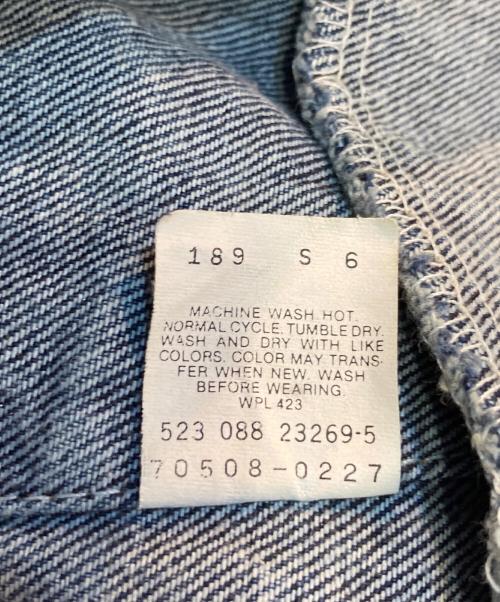 189 S 6
MACHINE WASH. HOT.
NORMAL CYCLE. TUMBLE DRY.
WASH AND DRY WITH LIKE
COLORS. COLOR MAY TRANS-
FER WHEN NEW. WASH
BEFORE WEARING.
WPL 423
523 088 23269-5
70508-0227